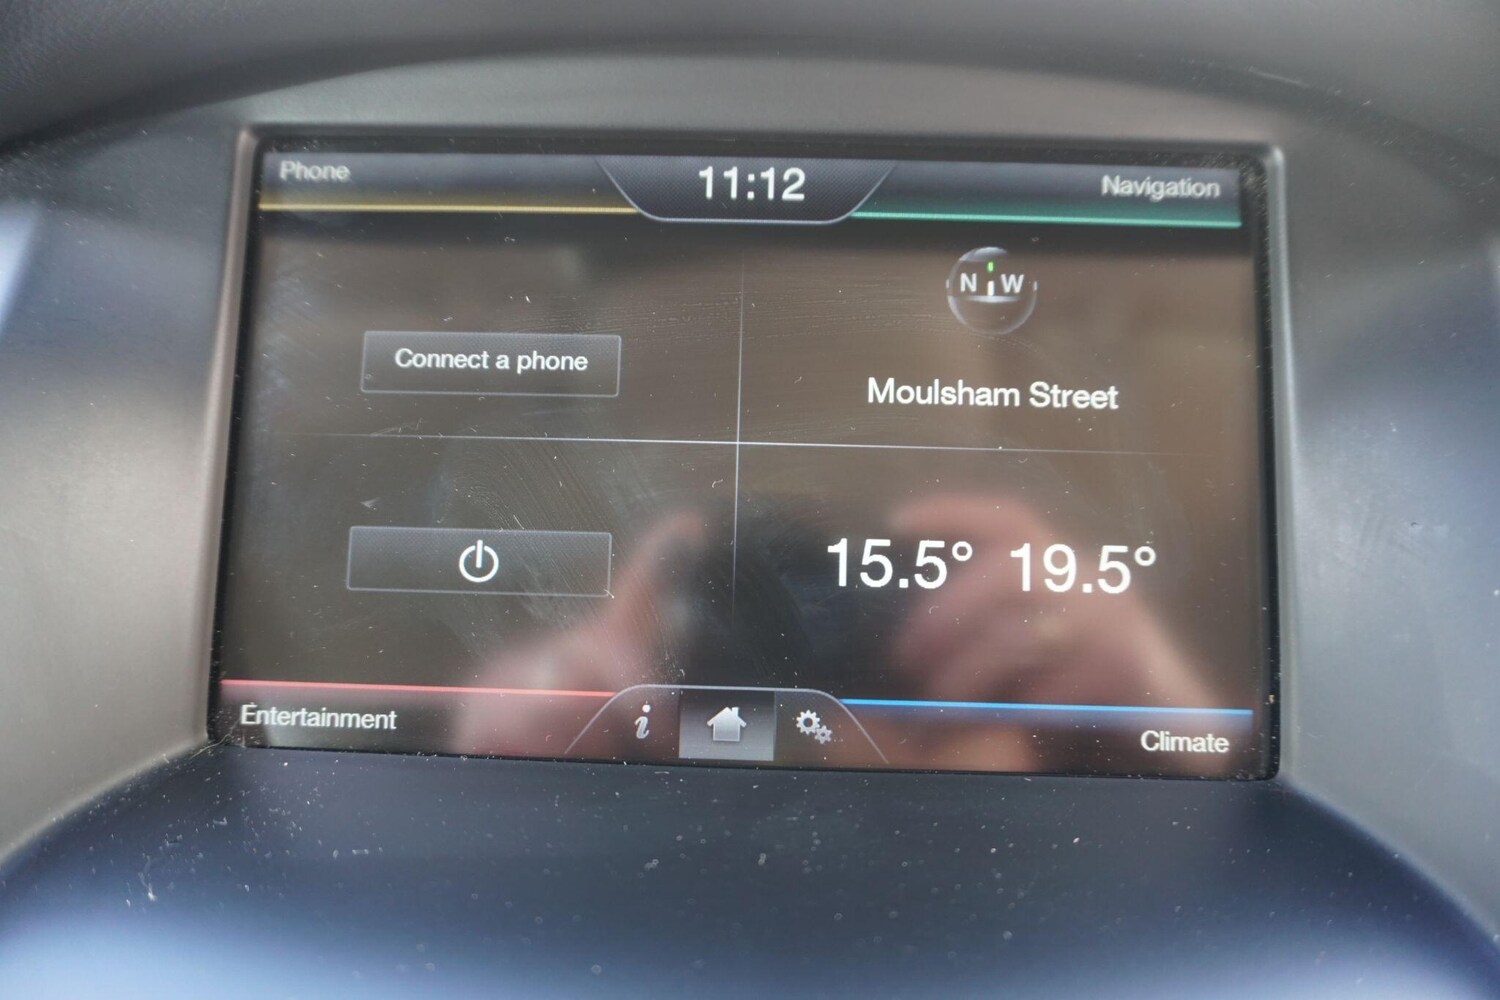 Phone
11:12
Navigation
N W
Connect a phone
Moulsham Street
15.5° 19.5°
Entertainment
i
Climate